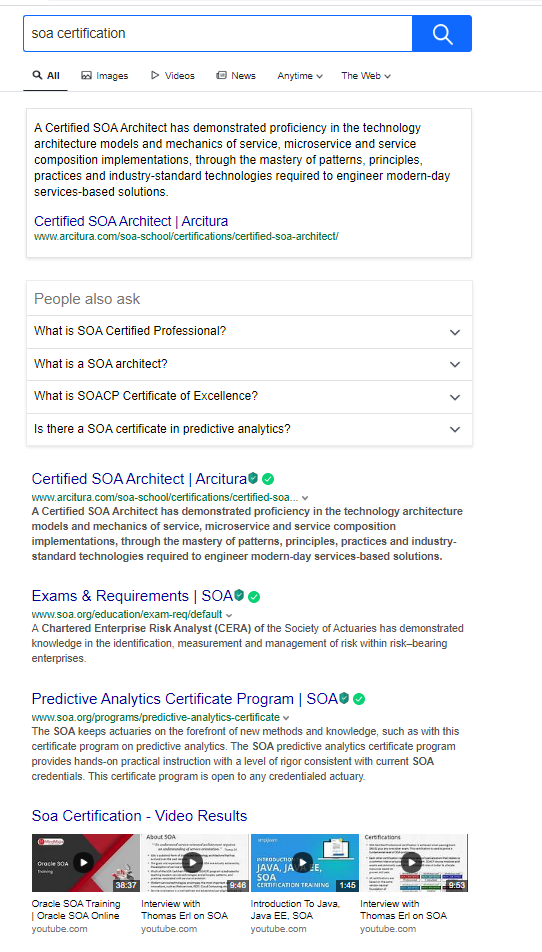 soa certification
All Images Videos News Anytime The Web
A Certified SOA Architect has demonstrated proficiency in the technology
architecture models and mechanics of service, microservice and service
composition implementations, through the mastery of patterns, principles,
practices and industry-standard technologies required to engineer modern-day
services-based solutions.
Certified SOA Architect | Arcitura
www.arcitura.com/soa-school/certifications/certified-soa-architect/
People also ask
What is SOA Certified Professional?
What is a SOA architect?
What is SOACP Certificate of Excellence?
Is there a SOA certificate in predictive analytics?
Certified SOA Architect | Arcitura
www.arcitura.com/soa-school/certifications/certified-soa...
A Certified SOA Architect has demonstrated proficiency in the technology architecture
models and mechanics of service, microservice and service composition
implementations, through the mastery of patterns, principles, practices and industry-
standard technologies required to engineer modern-day services-based solutions.
Exams & Requirements | SOA
www.soa.org/education/exam-req/default
A Chartered Enterprise Risk Analyst (CERA) of the Society of Actuaries has demonstrated
knowledge in the identification, measurement and management of risk within risk–bearing
enterprises.
Predictive Analytics Certificate Program | SOA
www.soa.org/programs/predictive-analytics-certificate
The SOA keeps actuaries on the forefront of new methods and knowledge, such as with this
certificate program on predictive analytics. The SOA predictive analytics certificate program
provides hands-on practical instruction with a level of rigor consistent with current SOA
credentials. This certificate program is open to any credentialed actuary.
Soa Certification - Video Results
Oracle SOA
Training
38:37
About SOA
9:46
INTRODUCTION
JAVA, JAVA EE,
SOA
CERTIFICATION TRAINING
1:45
Certifications
9:53
Oracle SOA Training
| Oracle SOA Online
youtube.com
Interview with
Thomas Erl on SOA
youtube.com
Introduction To Java,
Java EE, SOA
youtube.com
Interview with
Thomas Erl on SOA
youtube.com